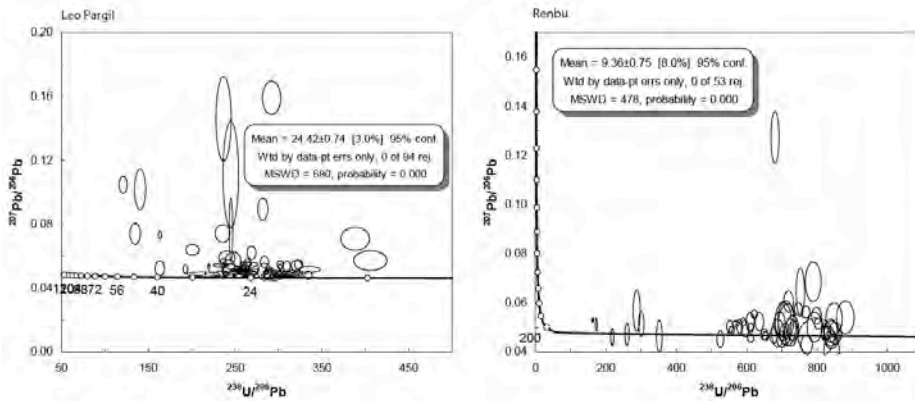 Leo Pargil
0.20
0.16
0.12
0.08
0.04
0.00
207Pb/206Pb
Mean = 24.42±0.74 [3.0%] 95% conf.
Wtd by data-pt errs only, 0 of 94 rej.
MSWD = 680, probability = 0.000
72 56 40 24
50 150 250 350 450
238U/206Pb
Renbu
0.16
0.14
0.12
0.10
0.08
0.06
0.04
207Pb/206Pb
Mean = 9.36±0.75 [8.0%] 95% conf.
Wtd by data-pt errs only, 0 of 53 rej.
MSWD = 478, probability = 0.000
200
0 200 400 600 800 1000
238U/206Pb